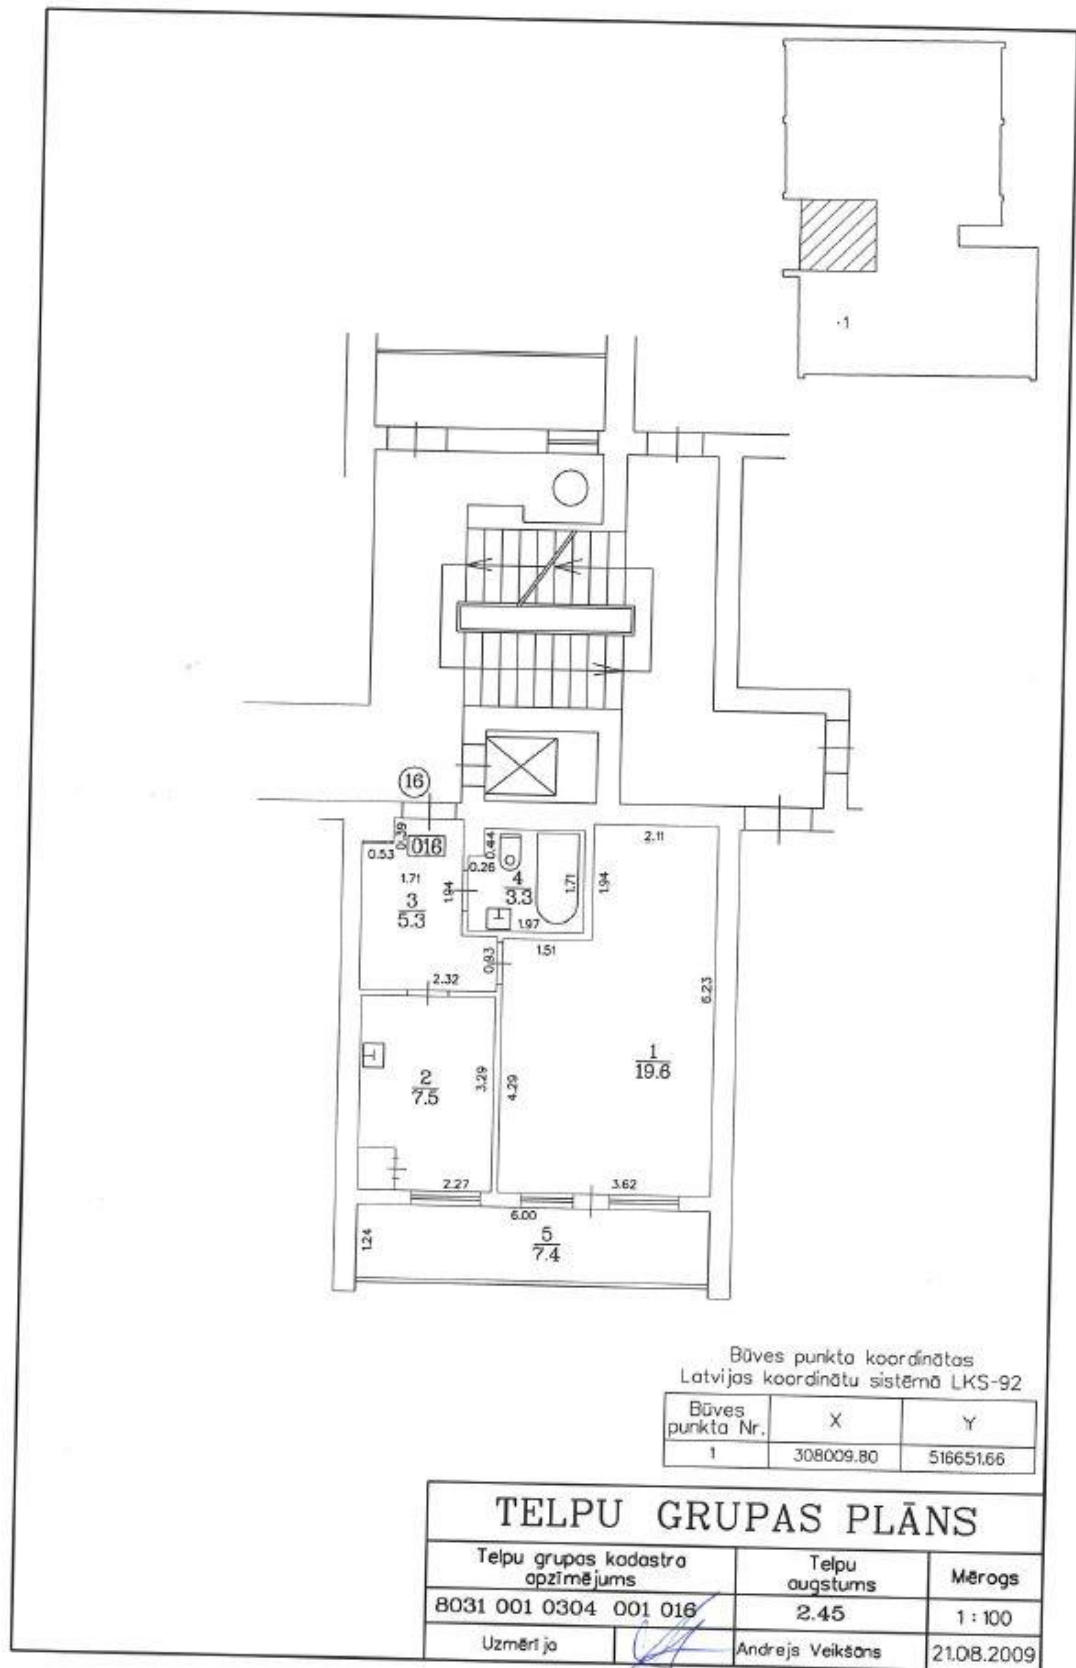 ·1
16
0.39
016
0.53
1.71
3
5.3
1.94
0.44
0.26
4
3.3
1.71
1.97
1.94
2.11
1.51
0.93
2.32
6.23
1
19.6
2
7.5
3.29
4.29
2.27
3.62
6.00
1.24
5
7.4
Būves punkta koordinātas
Latvijas koordinātu sistēmā LKS-92
Būves
punkta Nr.
X
Y
1
308009.80
516651.66
TELPU GRUPAS PLĀNS
Telpu grupas kadastra
apzīmējums
Telpu
augstums
Mērogs
8031 001 0304 001 016
2.45
1 : 100
Uzmērīja
Andrejs Veikšāns
21.08.2009